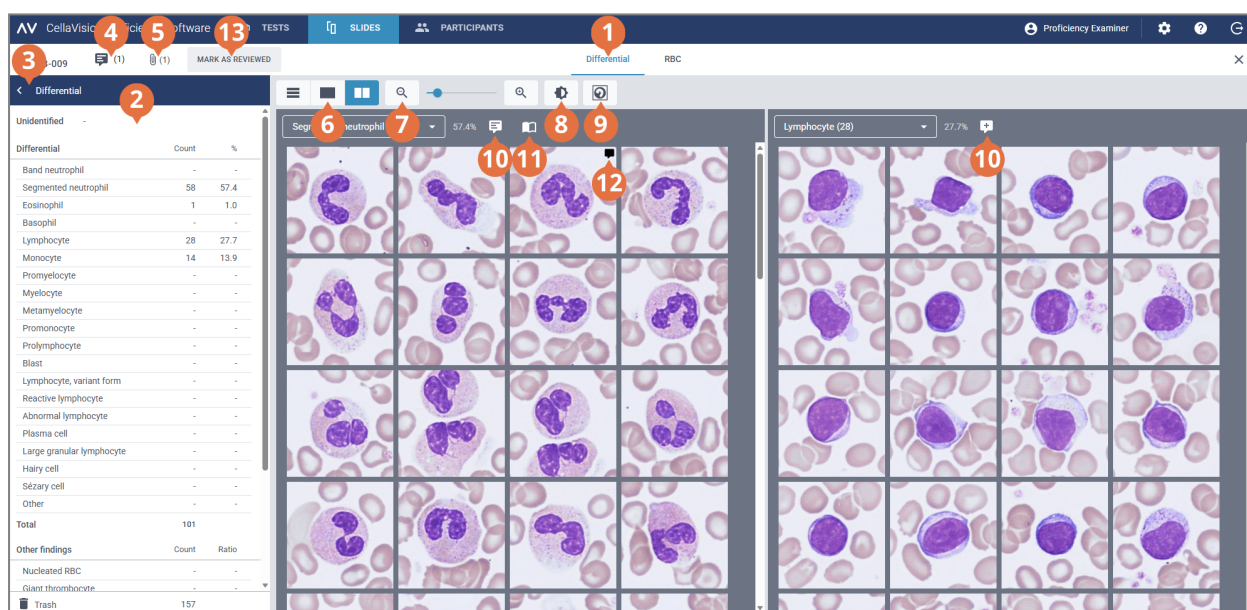 CellaVision Software TESTS SLIDES PARTICIPANTS Proficiency Examiner
13
4
5
1
3
-009 (1) (1) MARK AS REVIEWED Differential RBC
Differential
2
6 7 8 9
Unidentified -
neutrophil 57.4% Lymphocyte (28) 27.7%
10 11 12 10
Differential Count %
Band neutrophil - -
Segmented neutrophil 58 57.4
Eosinophil 1 1.0
Basophil - -
Lymphocyte 28 27.7
Monocyte 14 13.9
Promyelocyte - -
Myelocyte - -
Metamyelocyte - -
Promonocyte - -
Prolymphocyte - -
Blast - -
Lymphocyte, variant form - -
Reactive lymphocyte - -
Abnormal lymphocyte - -
Plasma cell - -
Large granular lymphocyte - -
Hairy cell - -
Sézary cell - -
Other - -
Total 101
Other findings Count Ratio
Nucleated RBC - -
Giant thrombocyte - -
Trash 157